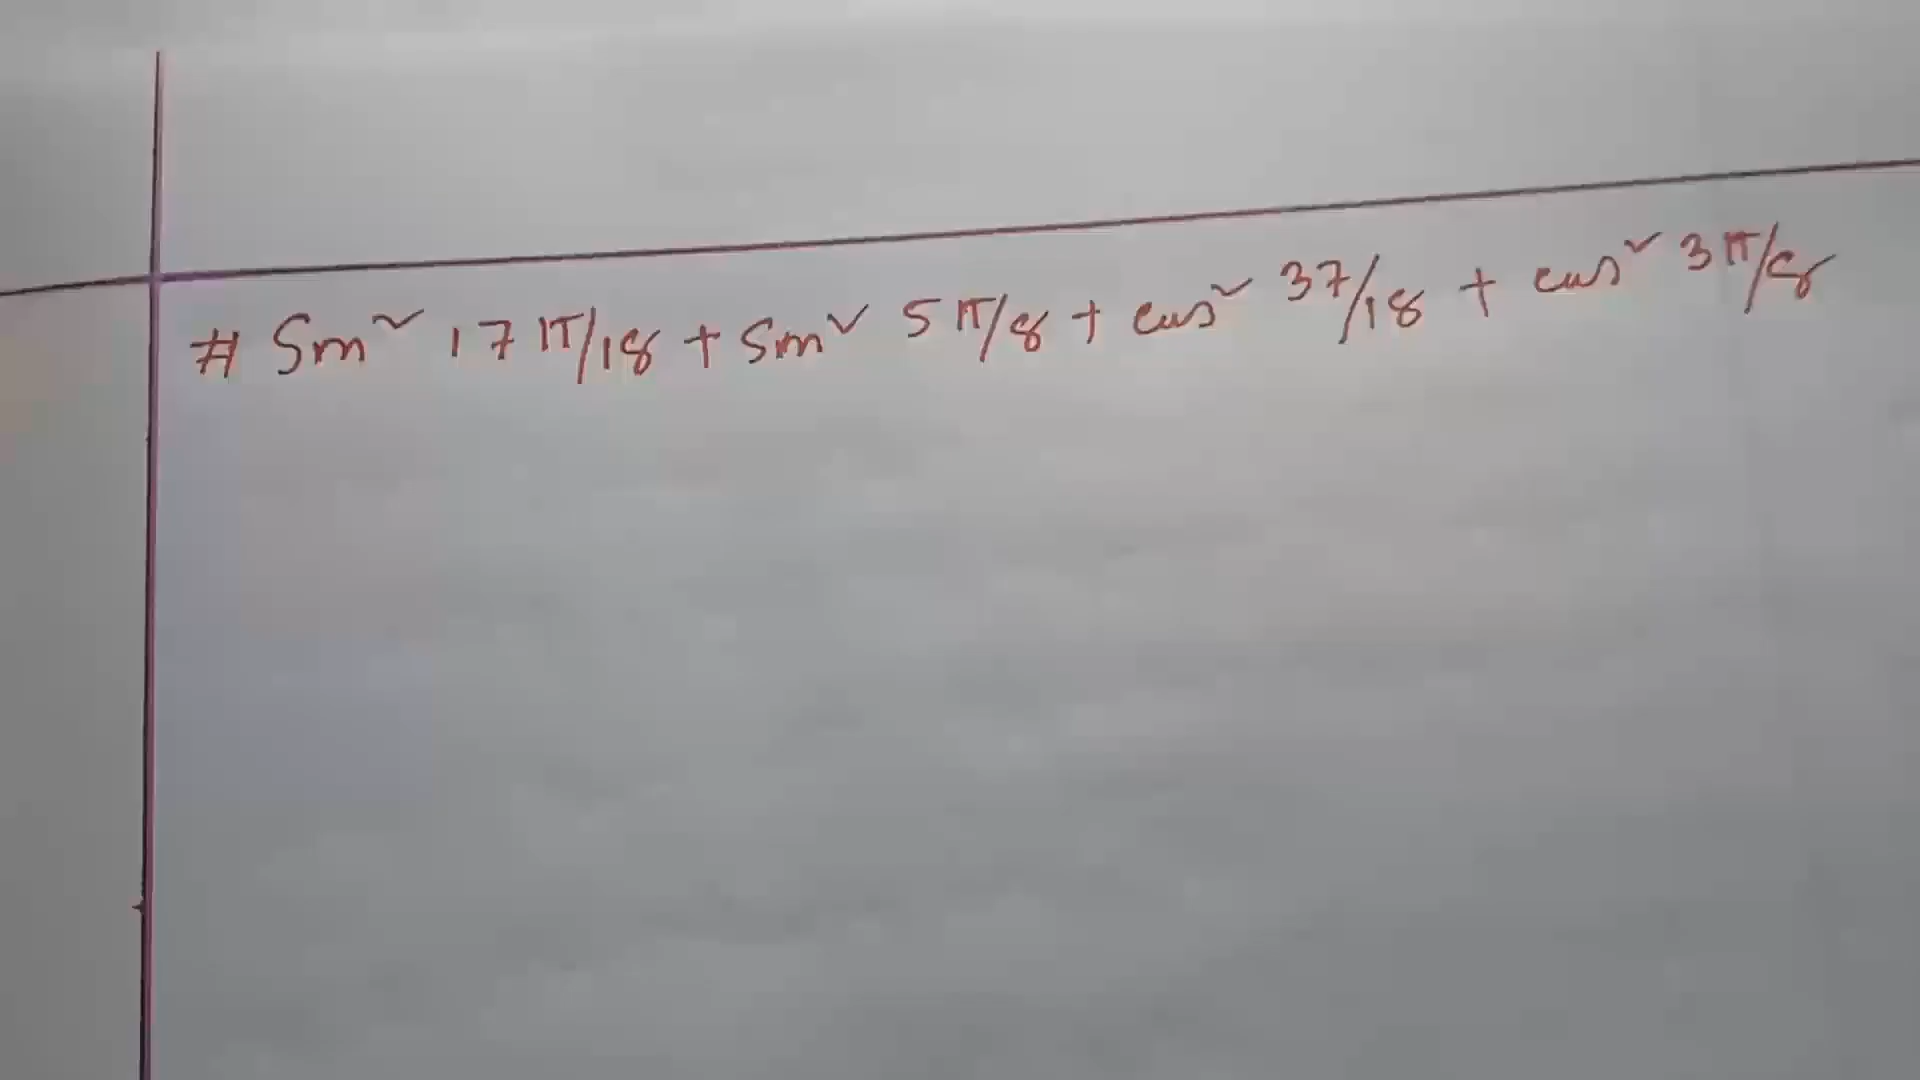 # Sin² 17π/18 + Sin² 5π/8 + cos² 37/18 + cos² 3π/8